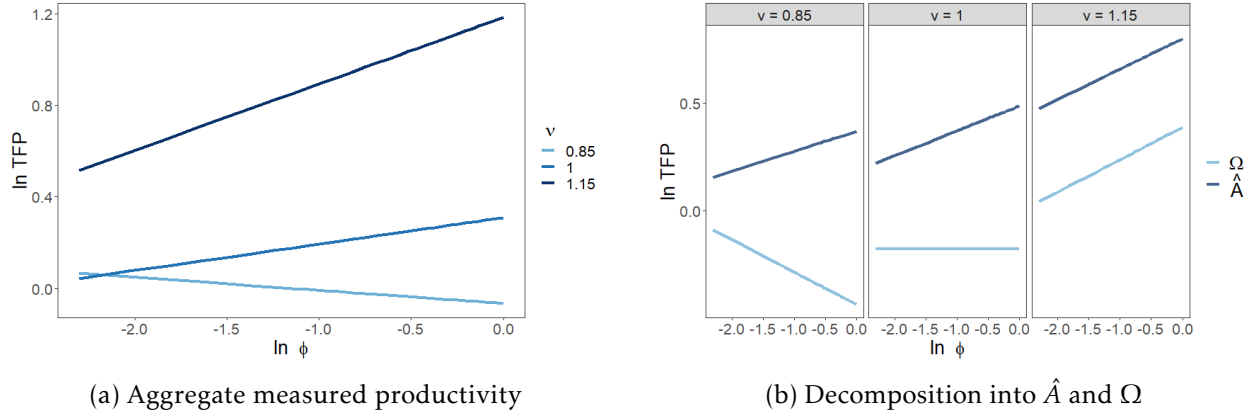 1.2
0.8
0.4
0.0
ln TFP
-2.0 -1.5 -1.0 -0.5 0.0
ln ϕ
ν
0.85
1
1.15
(a) Aggregate measured productivity
v = 0.85 v = 1 v = 1.15
0.5
0.0
ln TFP
-2.0 -1.5 -1.0 -0.5 0.0 -2.0 -1.5 -1.0 -0.5 0.0 -2.0 -1.5 -1.0 -0.5 0.0
ln ϕ
Ω
Â
(b) Decomposition into Â and Ω